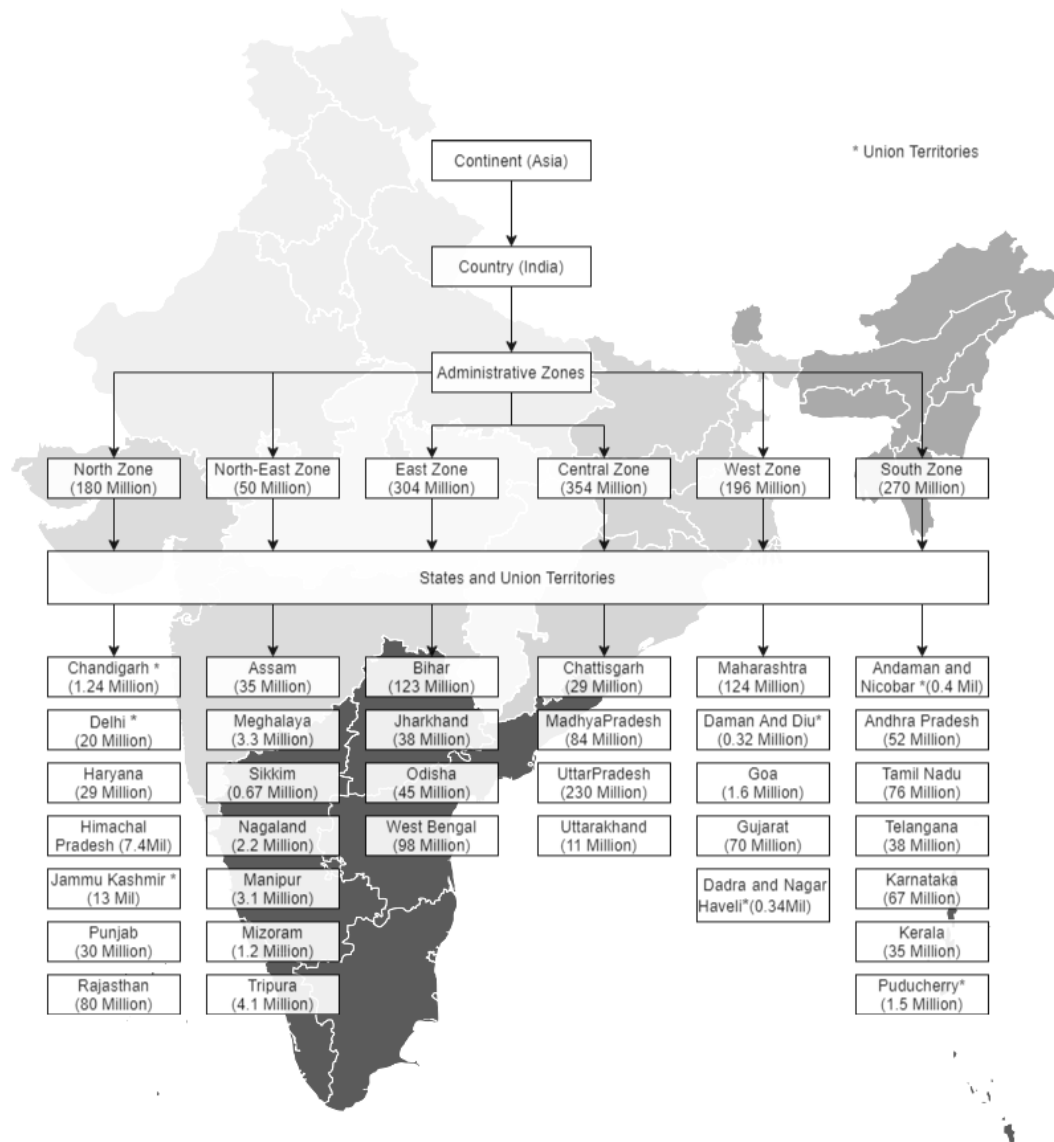 * Union Territories
Continent (Asia)
Country (India)
Administrative Zones
North Zone
(180 Million)
North-East Zone
(50 Million)
East Zone
(304 Million)
Central Zone
(354 Million)
West Zone
(196 Million)
South Zone
(270 Million)
States and Union Territories
Chandigarh *
(1.24 Million)
Delhi *
(20 Million)
Haryana
(29 Million)
Himachal
Pradesh (7.4Mil)
Jammu Kashmir *
(13 Mil)
Punjab
(30 Million)
Rajasthan
(80 Million)
Assam
(35 Million)
Meghalaya
(3.3 Million)
Sikkim
(0.67 Million)
Nagaland
(2.2 Million)
Manipur
(3.1 Million)
Mizoram
(1.2 Million)
Tripura
(4.1 Million)
Bihar
(123 Million)
Jharkhand
(38 Million)
Odisha
(45 Million)
West Bengal
(98 Million)
Chattisgarh
(29 Million)
MadhyaPradesh
(84 Million)
UttarPradesh
(230 Million)
Uttarakhand
(11 Million)
Maharashtra
(124 Million)
Daman And Diu*
(0.32 Million)
Goa
(1.6 Million)
Gujarat
(70 Million)
Dadra and Nagar
Haveli*(0.34Mil)
Andaman and
Nicobar *(0.4 Mil)
Andhra Pradesh
(52 Million)
Tamil Nadu
(76 Million)
Telangana
(38 Million)
Karnataka
(67 Million)
Kerala
(35 Million)
Puducherry*
(1.5 Million)